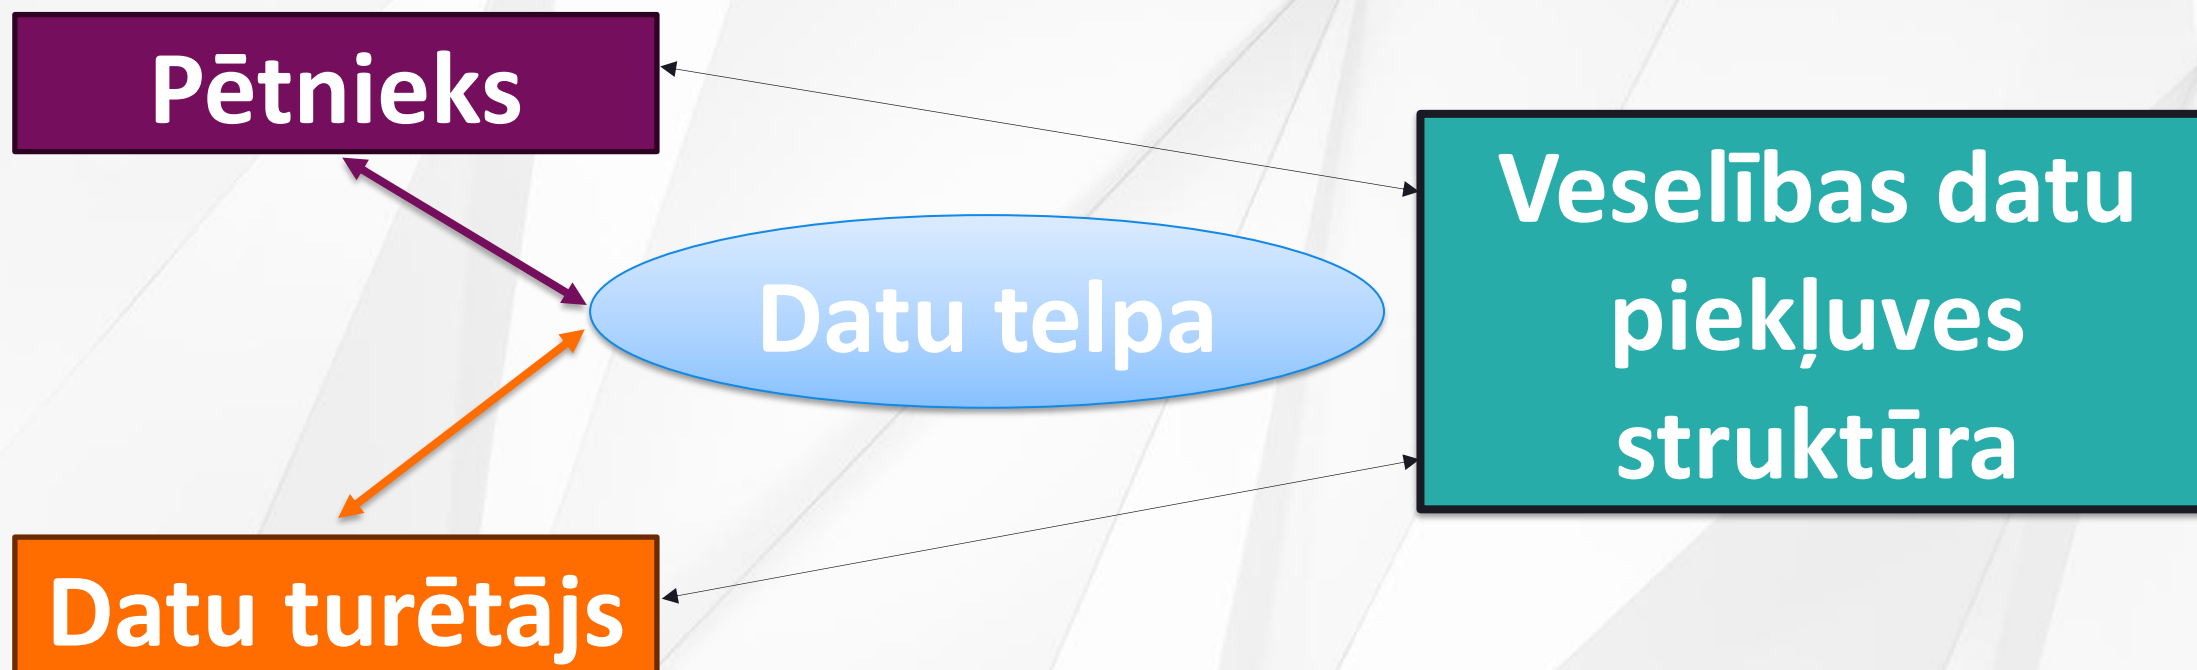 Pētnieks
Datu telpa
Veselības datu
piekļuves
struktūra
Datu turētājs